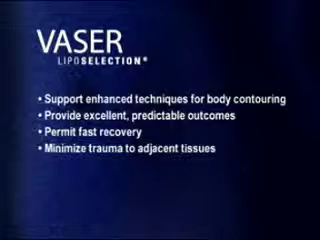 VASER
LIPOSELECTION®
• Support enhanced techniques for body contouring
• Provide excellent, predictable outcomes
• Permit fast recovery
• Minimize trauma to adjacent tissues